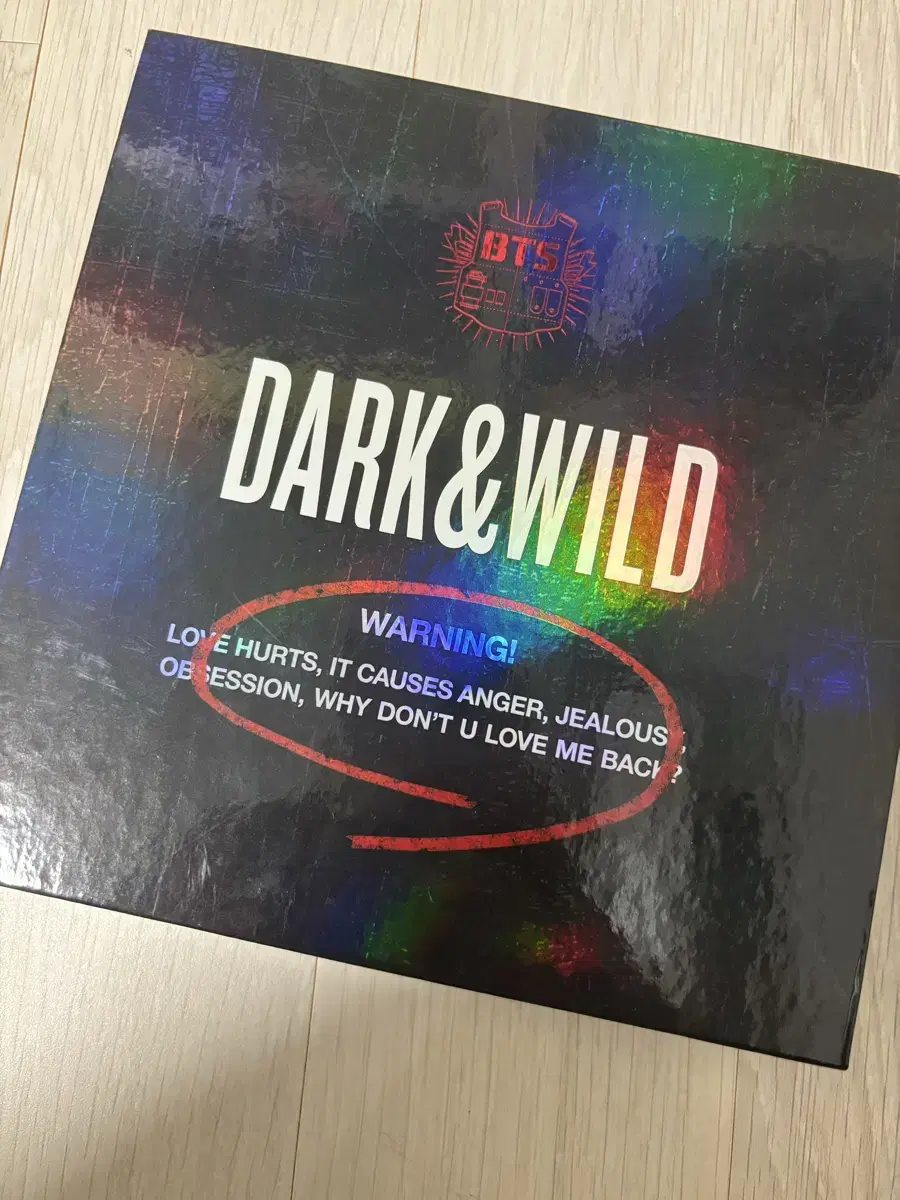 BTS
DARK&WILD
WARNING!
LOVE HURTS, IT CAUSES ANGER, JEALOUSY,
OBSESSION, WHY DON'T U LOVE ME BACK?